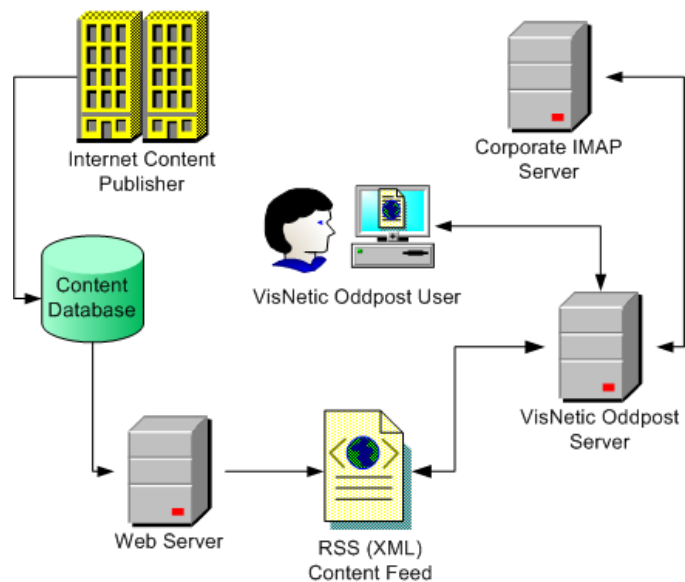 Internet Content
Publisher
Corporate IMAP
Server
Content
Database
VisNetic Oddpost User
VisNetic Oddpost
Server
Web Server
RSS (XML)
Content Feed